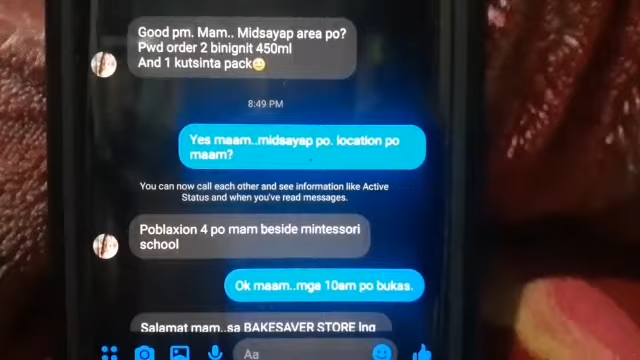 Good pm. Mam.. Midsayap area po?
Pwd order 2 binignit 450ml
And 1 kutsinta pack😄
8:49 PM
Yes maam..midsayap po. location po
maam?
You can now call each other and see information like Active
Status and when you've read messages.
Poblaxion 4 po mam beside mintessori
school
Ok maam..mga 10am po bukas.
Salamat mam..sa BAKESAVER STORE lng
Aa